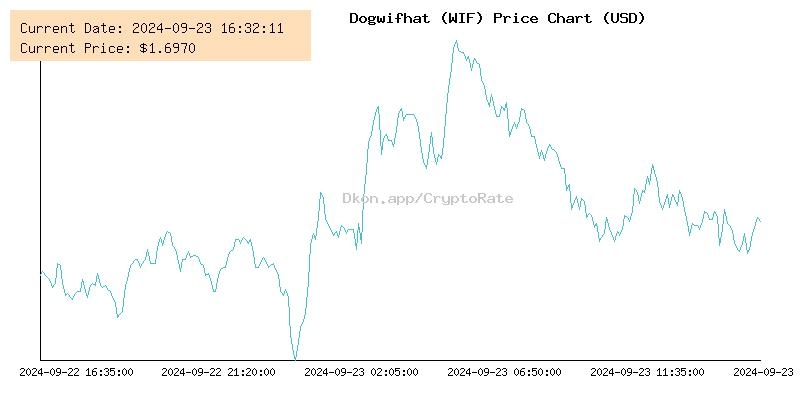 Dogwifhat (WIF) Price Chart (USD)
Current Date: 2024-09-23 16:32:11
Current Price: $1.6970
Dkon.app/CryptoRate
2024-09-22 16:35:00 2024-09-22 21:20:00 2024-09-23 02:05:00 2024-09-23 06:50:00 2024-09-23 11:35:00 2024-09-23